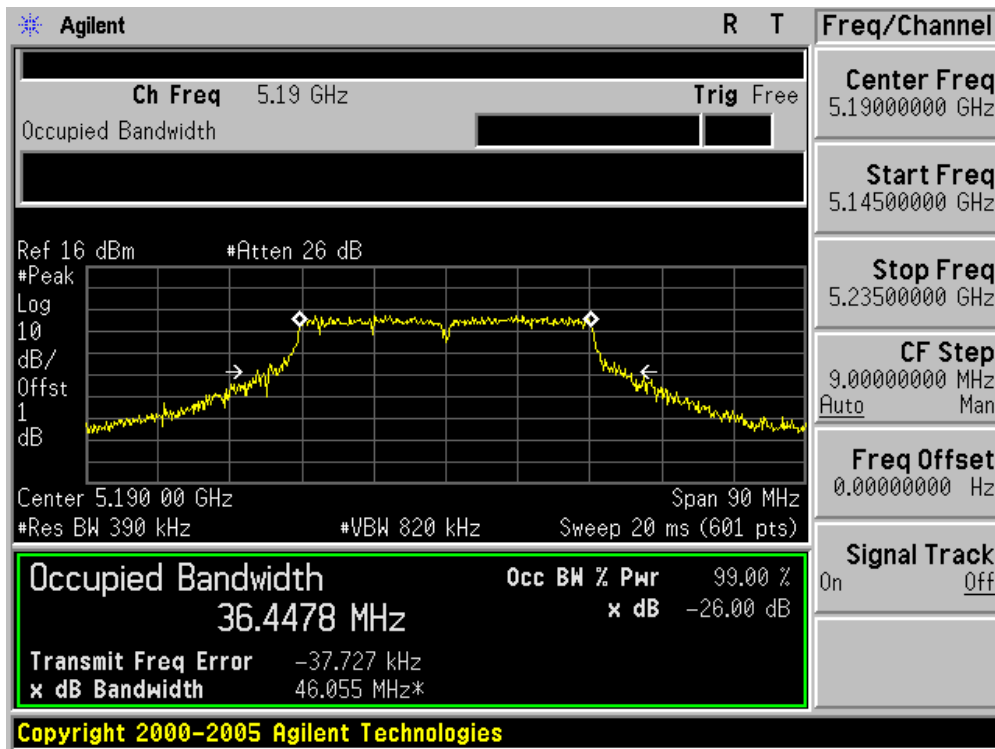 Agilent R T
Freq/Channel
Ch Freq 5.19 GHz Trig Free
Occupied Bandwidth
Center Freq
5.19000000 GHz
Start Freq
5.14500000 GHz
Stop Freq
5.23500000 GHz
CF Step
9.00000000 MHz
Auto Man
Freq Offset
0.00000000 Hz
Signal Track
On Off
Ref 16 dBm #Atten 26 dB
#Peak
Log
10
dB/
Offst
1
dB
Center 5.190 00 GHz Span 90 MHz
#Res BW 390 kHz #VBW 820 kHz Sweep 20 ms (601 pts)
Occupied Bandwidth Occ BW % Pwr 99.00 %
36.4478 MHz x dB -26.00 dB
Transmit Freq Error -37.727 kHz
x dB Bandwidth 46.055 MHz*
Copyright 2000-2005 Agilent Technologies